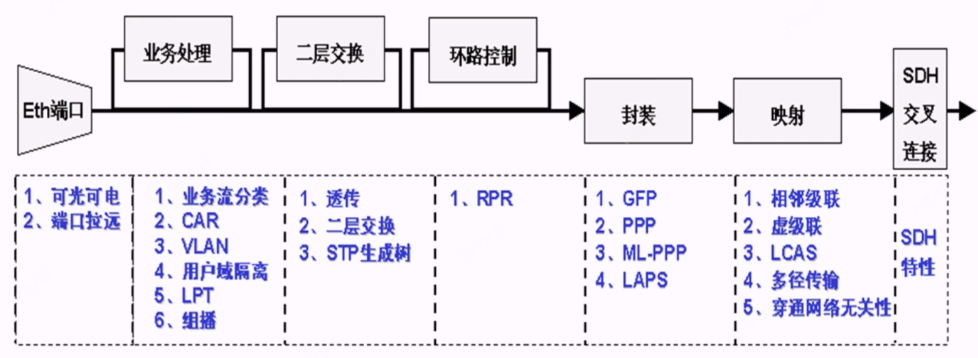 业务处理
二层交换
环路控制
Eth端口
封装
映射
SDH
交叉
连接
1、可光可电
2、端口拉远
1、业务流分类
2、CAR
3、VLAN
4、用户域隔离
5、LPT
6、组播
1、透传
2、二层交换
3、STP生成树
1、RPR
1、GFP
2、PPP
3、ML-PPP
4、LAPS
1、相邻级联
2、虚级联
3、LCAS
4、多径传输
5、穿通网络无关性
SDH
特性